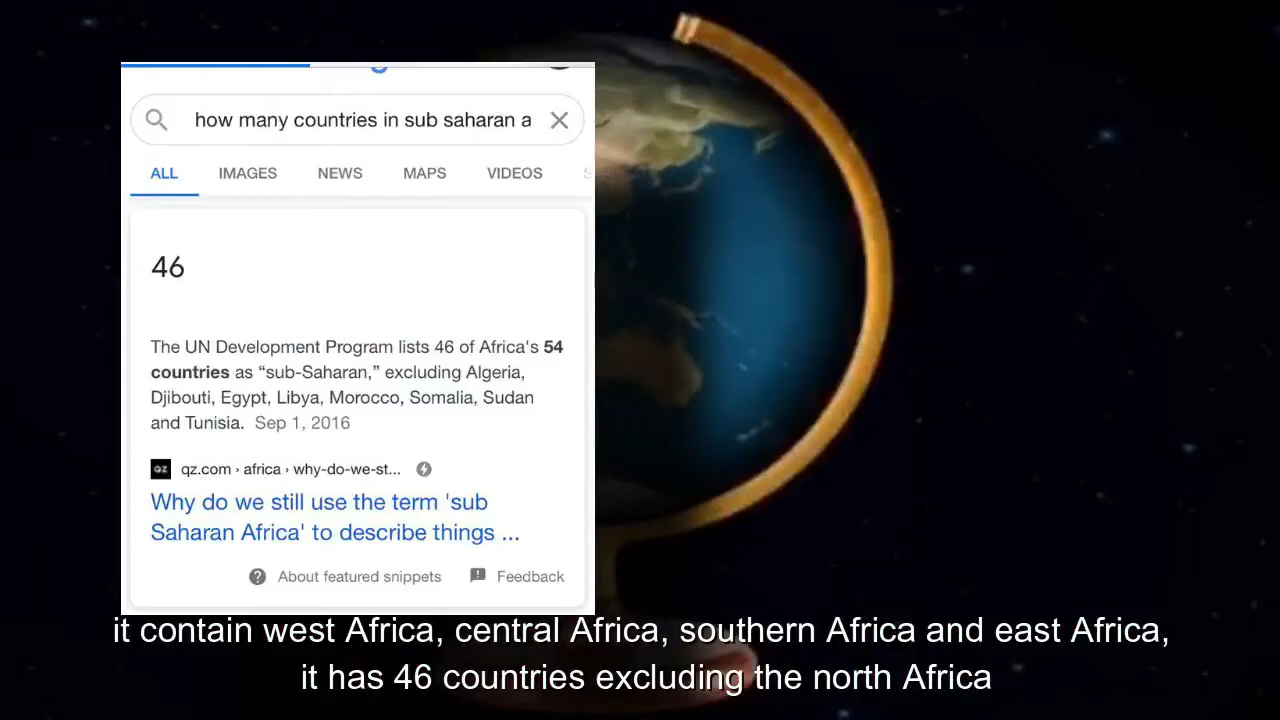 how many countries in sub saharan a
ALL IMAGES NEWS MAPS VIDEOS
46
The UN Development Program lists 46 of Africa's 54
countries as “sub-Saharan,” excluding Algeria,
Djibouti, Egypt, Libya, Morocco, Somalia, Sudan
and Tunisia. Sep 1, 2016
qz.com › africa › why-do-we-st...
Why do we still use the term 'sub
Saharan Africa' to describe things ...
About featured snippets Feedback
it contain west Africa, central Africa, southern Africa and east Africa,
it has 46 countries excluding the north Africa